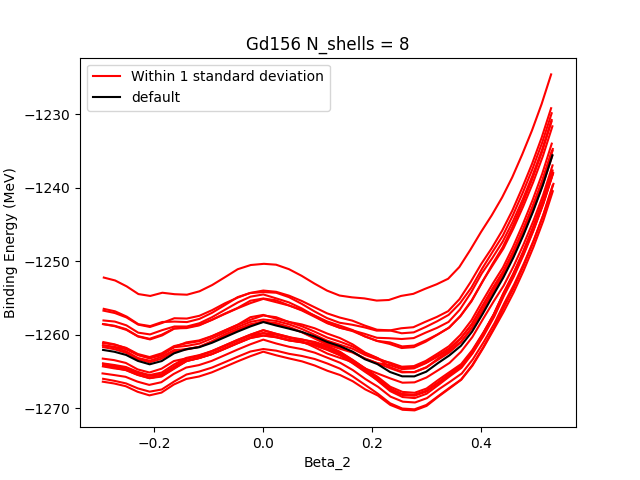 Gd156 N_shells = 8
Within 1 standard deviation
default
Binding Energy (MeV)
−1230
−1240
−1250
−1260
−1270
−0.2
0.0
0.2
0.4
Beta_2